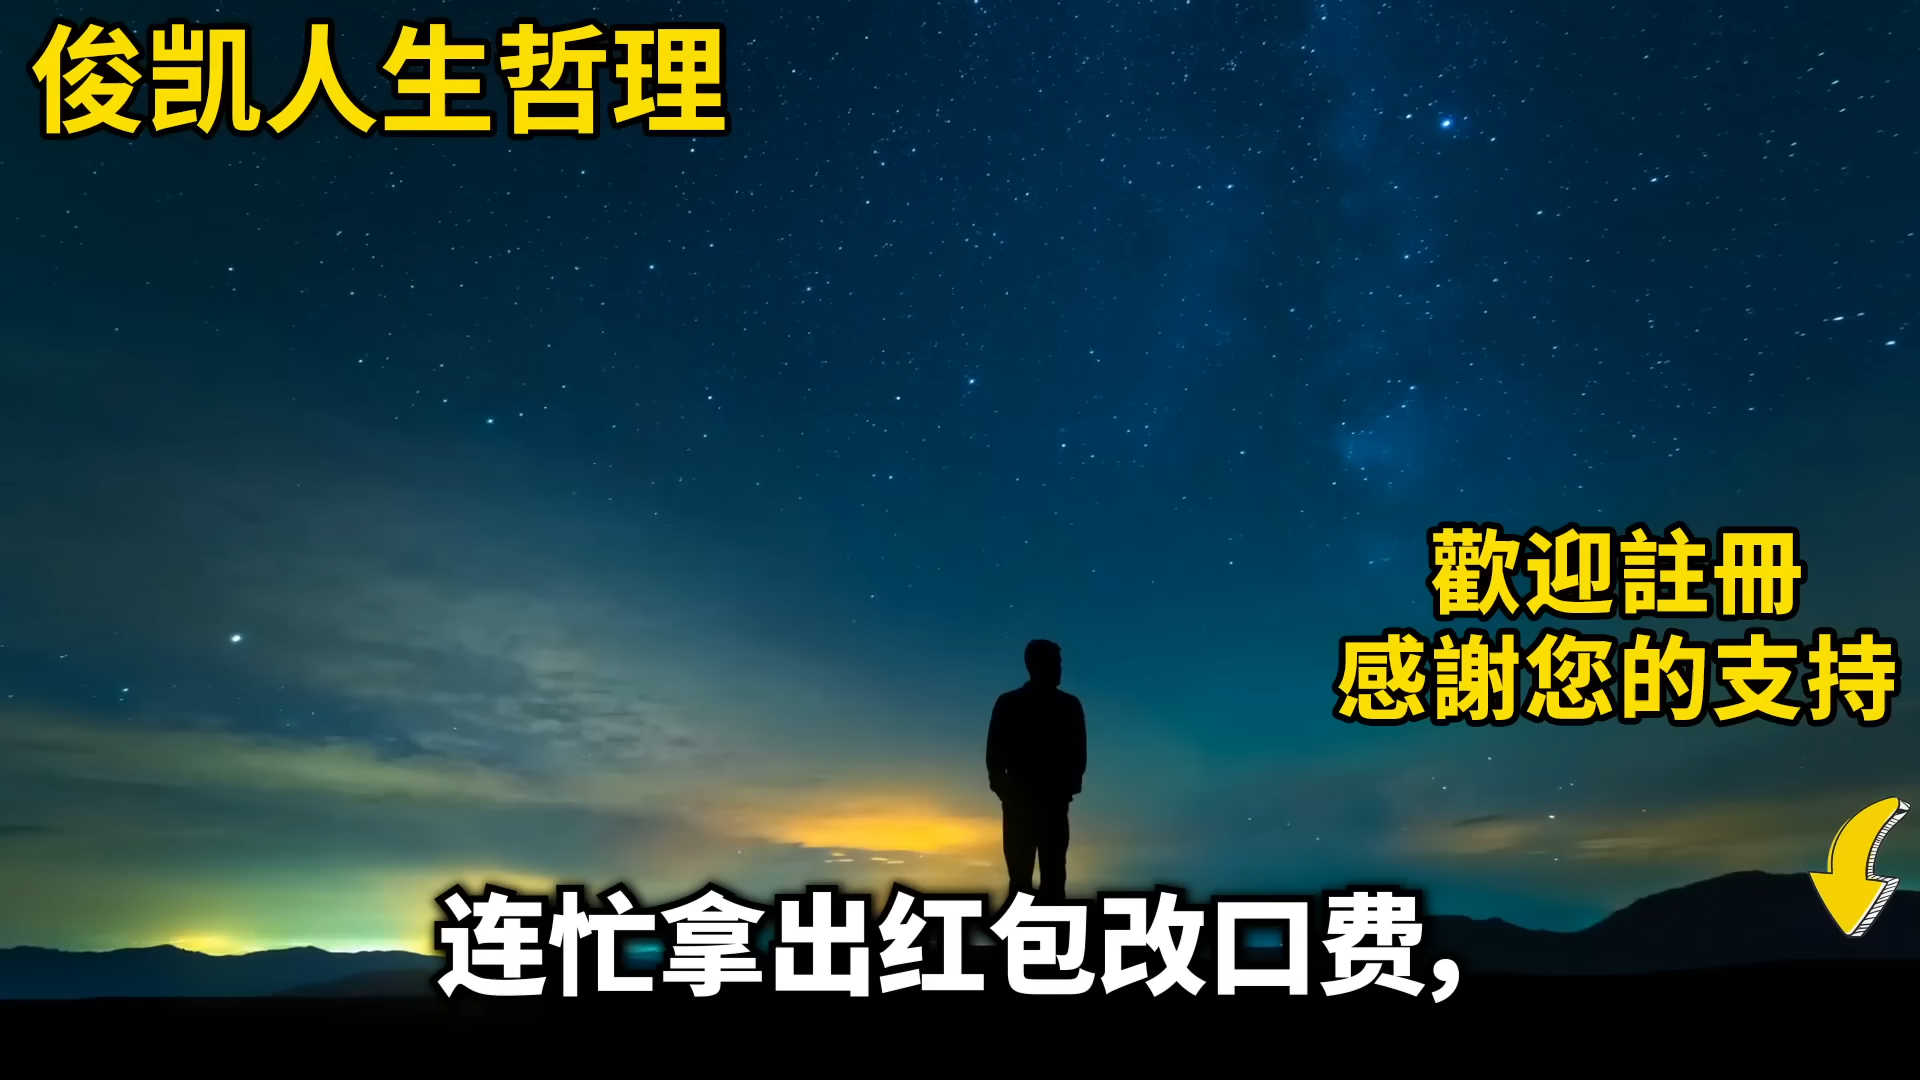 俊凯人生哲理
歡迎註冊
感謝您的支持
连忙拿出红包改口费,